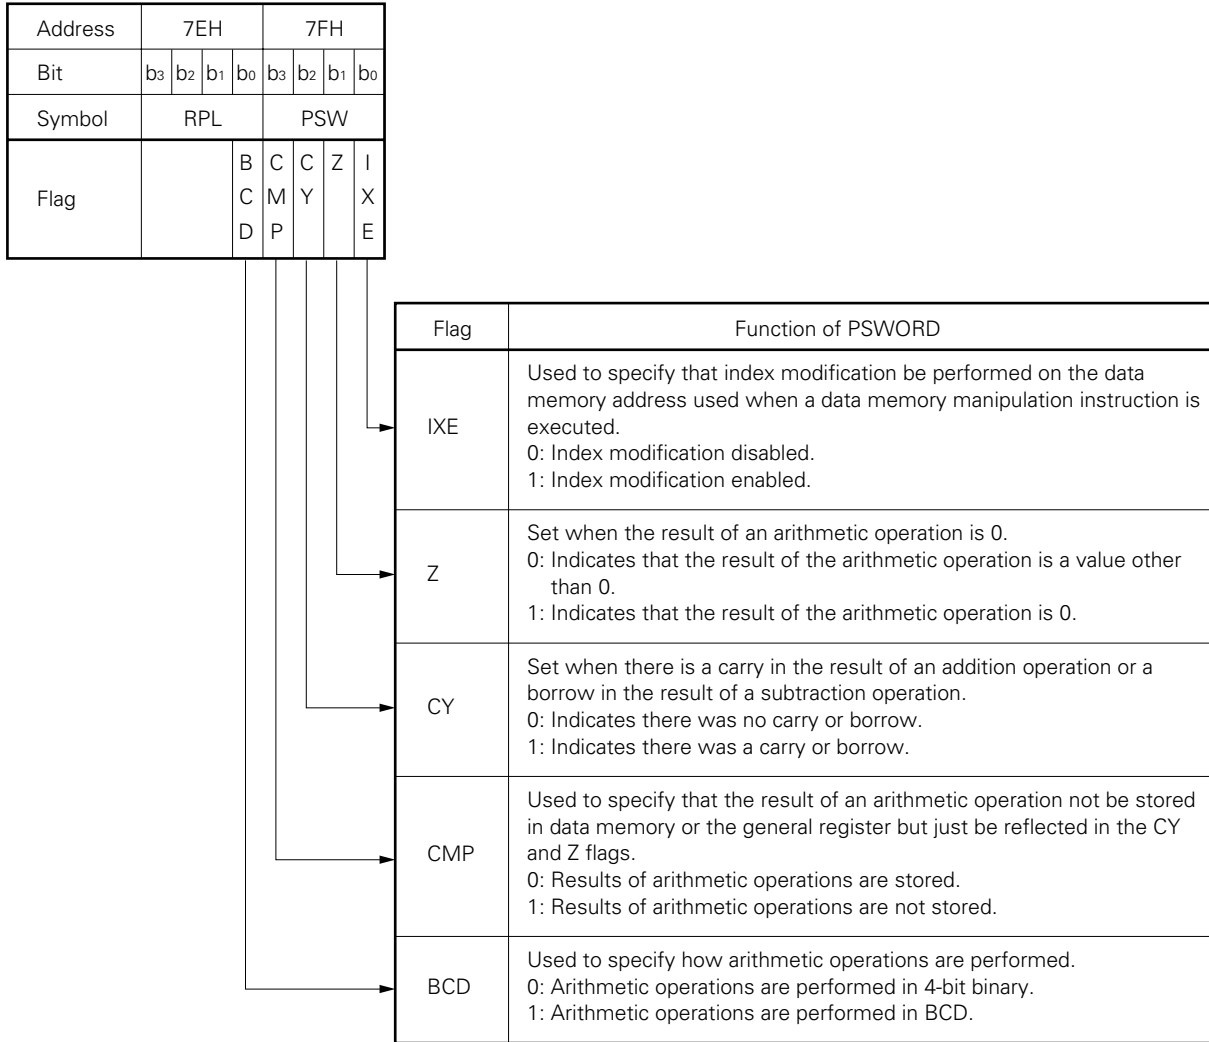 Address 7EH 7FH
Bit b3 b2 b1 b0 b3 b2 b1 b0
Symbol RPL PSW
Flag BCD CMP CY Z IXE
Flag Function of PSWORD
IXE
Used to specify that index modification be performed on the data
memory address used when a data memory manipulation instruction is
executed.
0: Index modification disabled.
1: Index modification enabled.
Z
Set when the result of an arithmetic operation is 0.
0: Indicates that the result of the arithmetic operation is a value other
than 0.
1: Indicates that the result of the arithmetic operation is 0.
CY
Set when there is a carry in the result of an addition operation or a
borrow in the result of a subtraction operation.
0: Indicates there was no carry or borrow.
1: Indicates there was a carry or borrow.
CMP
Used to specify that the result of an arithmetic operation not be stored
in data memory or the general register but just be reflected in the CY
and Z flags.
0: Results of arithmetic operations are stored.
1: Results of arithmetic operations are not stored.
BCD
Used to specify how arithmetic operations are performed.
0: Arithmetic operations are performed in 4-bit binary.
1: Arithmetic operations are performed in BCD.